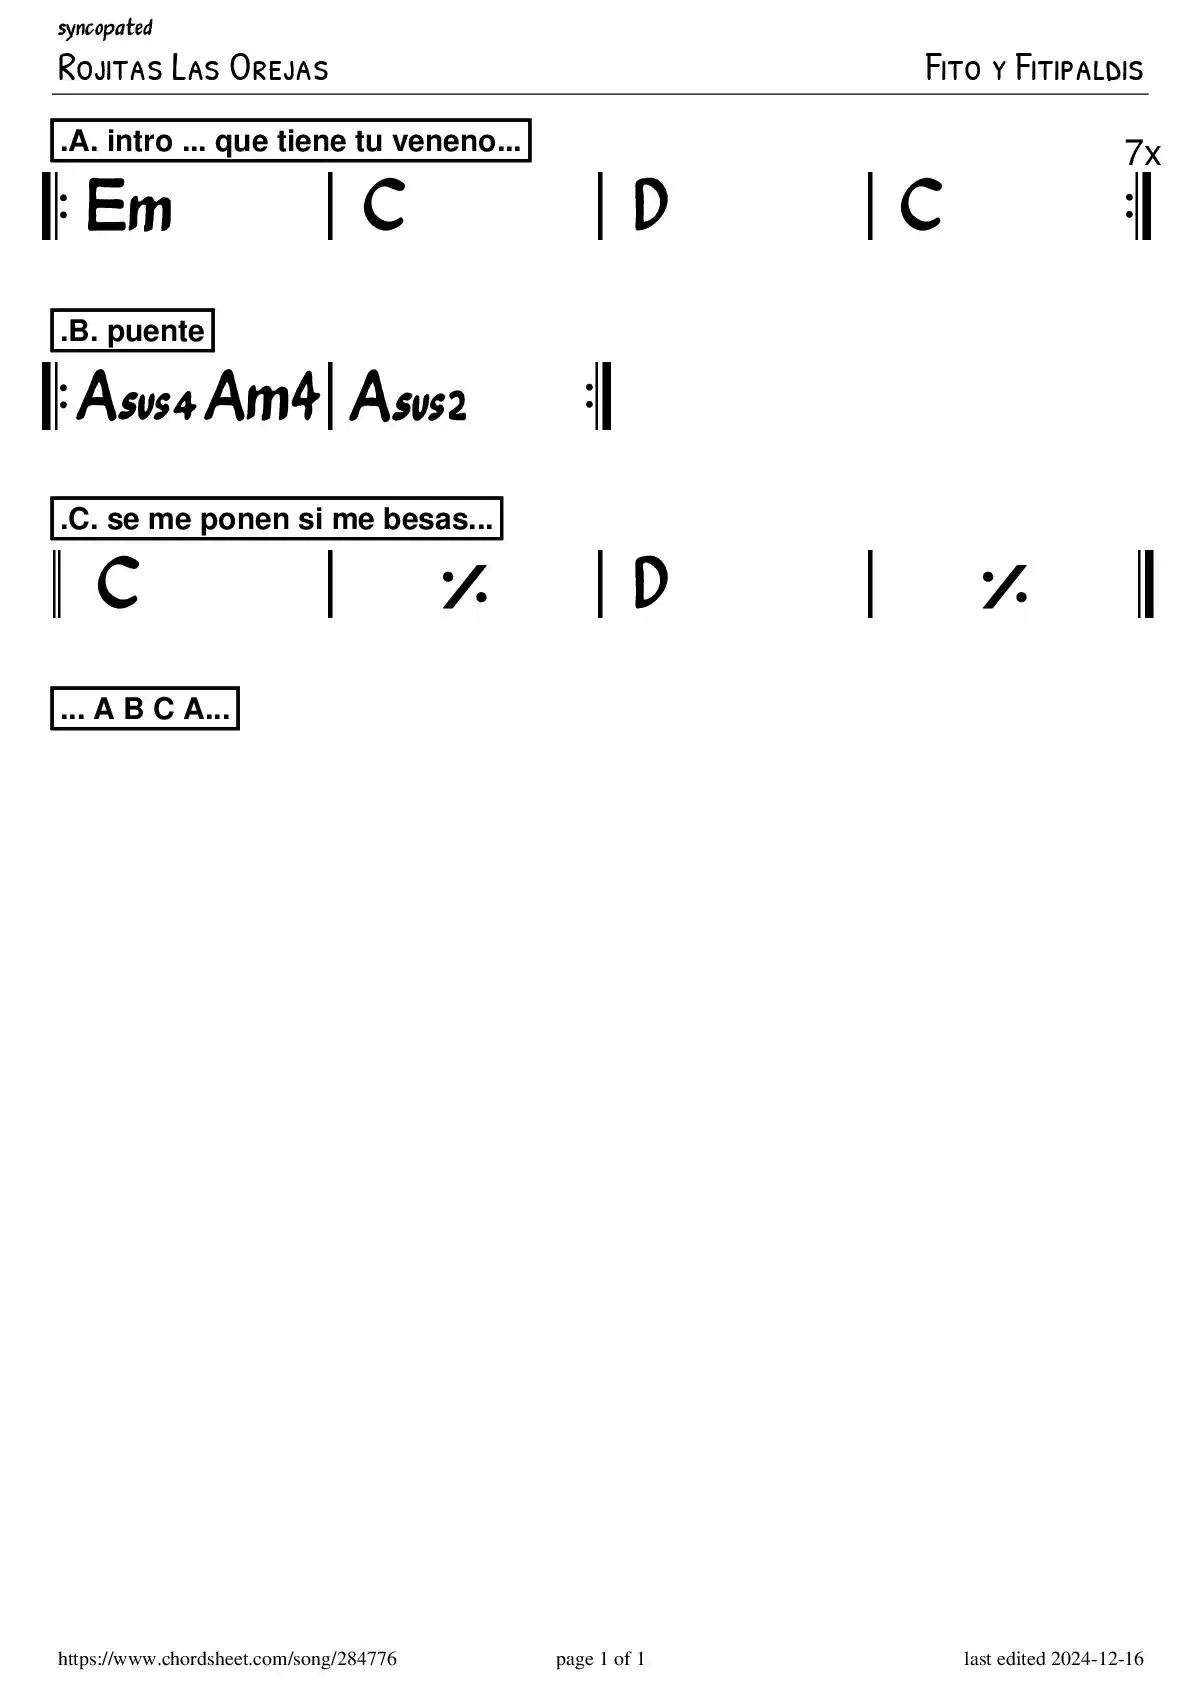 syncopated
Rojitas Las Orejas Fito y Fitipaldis
.A. intro ... que tiene tu veneno...
7x
Em C D C
.B. puente
Asus4 Am4 Asus2
.C. se me ponen si me besas...
C ٪ D ٪
... A B C A...
https://www.chordsheet.com/song/284776 page 1 of 1 last edited 2024-12-16